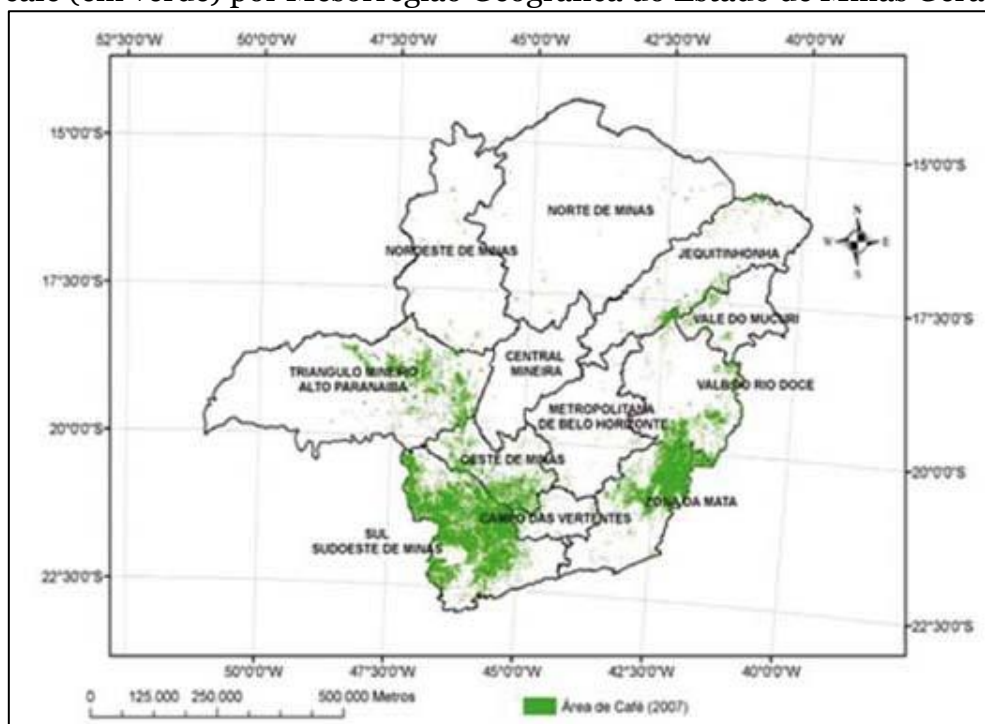 café (em verde) por Mesorregião Geográfica do Estado de Minas Gera
52°30'0"W 50°0'0"W 47°30'0"W 45°0'0"W 42°30'0"W 40°0'0"W
15°0'0"S
15°0'0"S
NORTE DE MINAS
N
W E
S
NOROESTE DE MINAS
JEQUITINHONHA
17°30'0"S
17°30'0"S
VALE DO MUCURI
CENTRAL
MINEIRA
TRIANGULO MINEIRO
ALTO PARANAIBA
VALE DO RIO DOCE
METROPOLITANA
DE BELO HORIZONTE
20°0'0"S
20°0'0"S
OESTE DE MINAS
ZONA DA MATA
CAMPO DAS VERTENTES
SUL
SUDOESTE DE MINAS
22°30'0"S
22°30'0"S
50°0'0"W 47°30'0"W 45°0'0"W 42°30'0"W 40°0'0"W
0 125.000 250.000 500.000 Metros
Área de Café (2007)